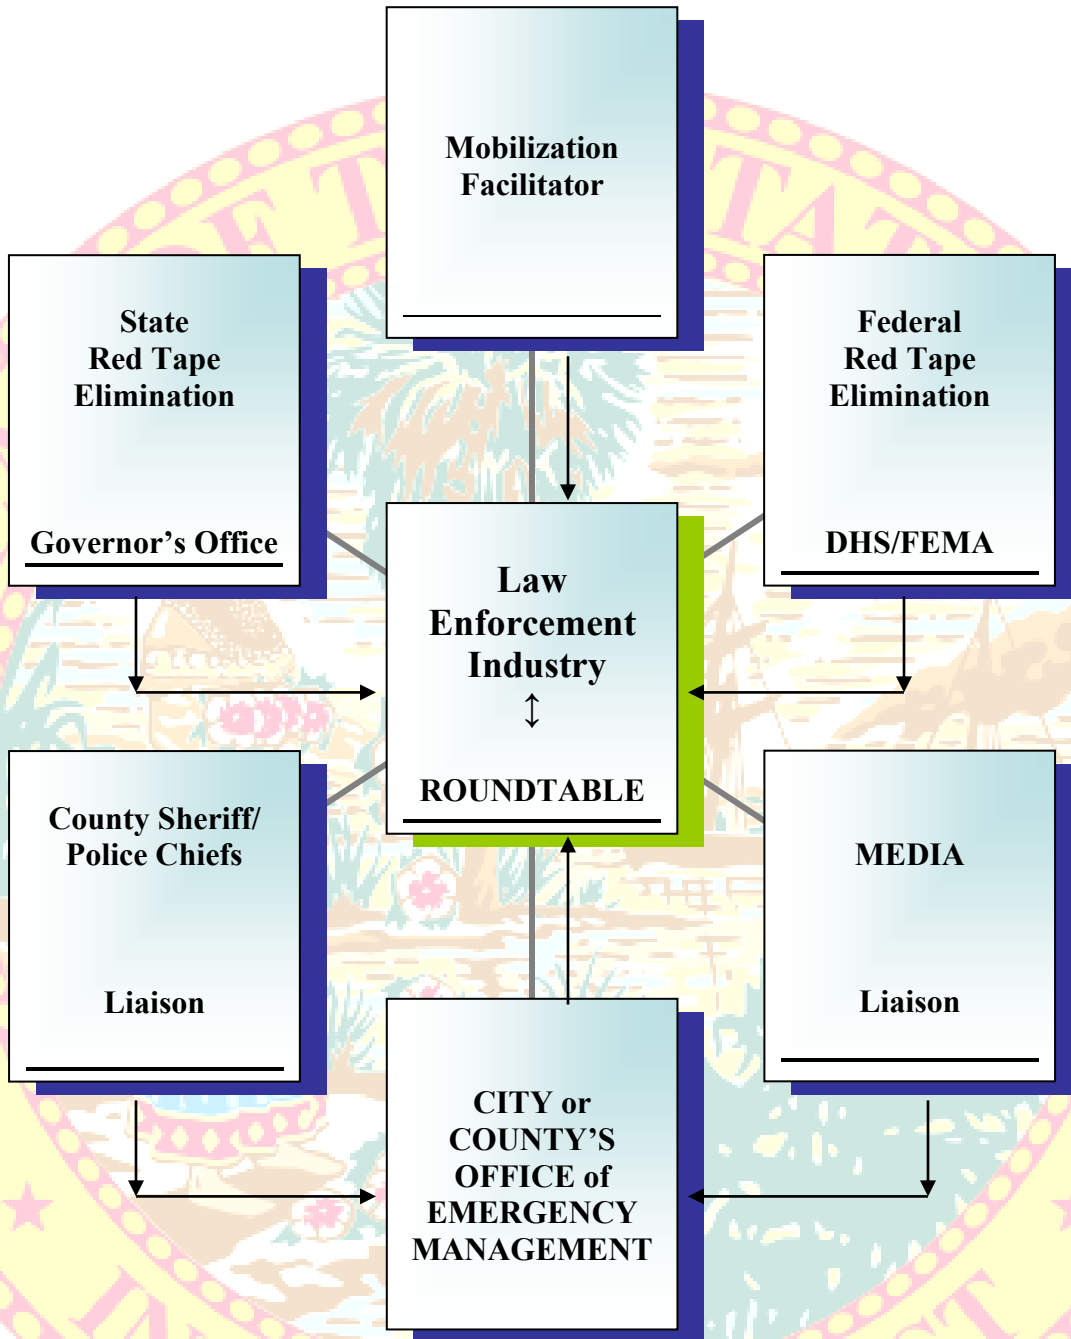 Mobilization
Facilitator
State
Red Tape
Elimination
Governor's Office
Federal
Red Tape
Elimination
DHS/FEMA
Law
Enforcement
Industry
↕
ROUNDTABLE
County Sheriff/
Police Chiefs
Liaison
MEDIA
Liaison
CITY or
COUNTY'S
OFFICE of
EMERGENCY
MANAGEMENT